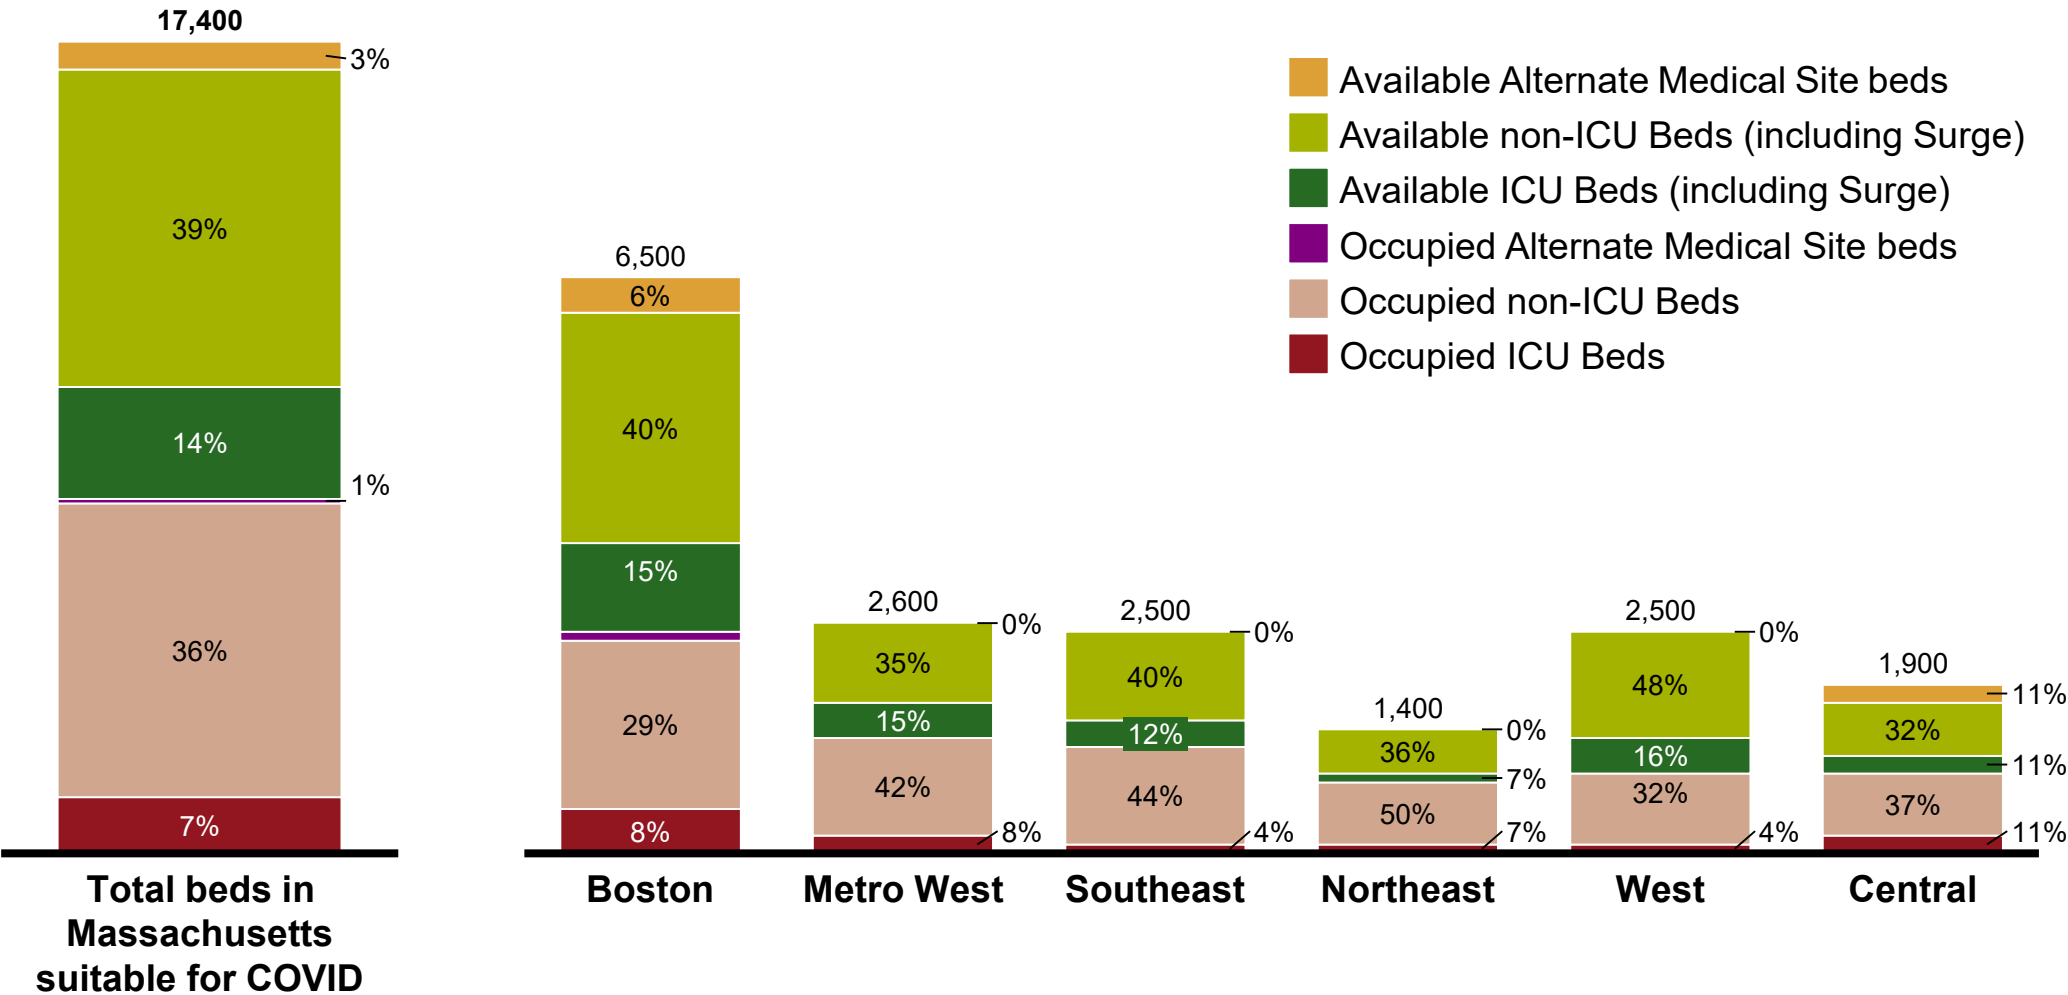 17,400
3%
39%
14%
1%
36%
7%
Total beds in
Massachusetts
suitable for COVID
Available Alternate Medical Site beds
Available non-ICU Beds (including Surge)
Available ICU Beds (including Surge)
Occupied Alternate Medical Site beds
Occupied non-ICU Beds
Occupied ICU Beds
6,500
6%
40%
15%
29%
8%
Boston
2,600
0%
35%
15%
42%
8%
Metro West
2,500
0%
40%
12%
44%
4%
Southeast
1,400
0%
36%
7%
50%
7%
Northeast
2,500
0%
48%
16%
32%
4%
West
1,900
11%
32%
11%
37%
11%
Central